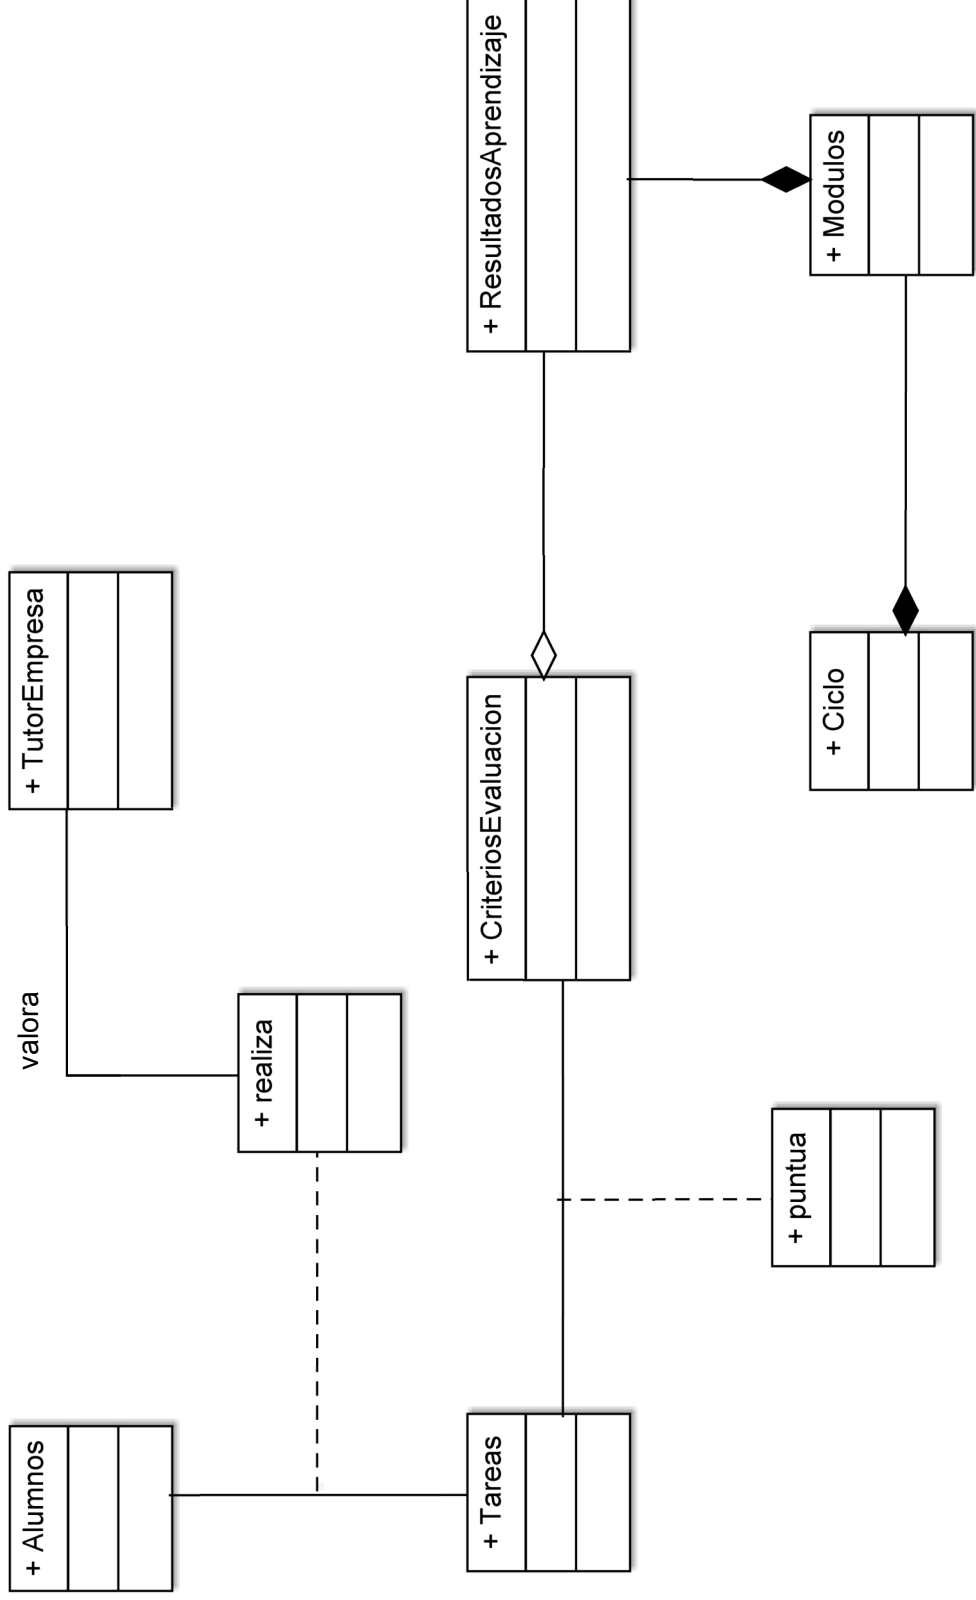 + Alumnos
valora
+ TutorEmpresa
+ realiza
+ Tareas
+ CriteriosEvaluacion
+ ResultadosAprendizaje
+ puntua
+ Ciclo
+ Modulos